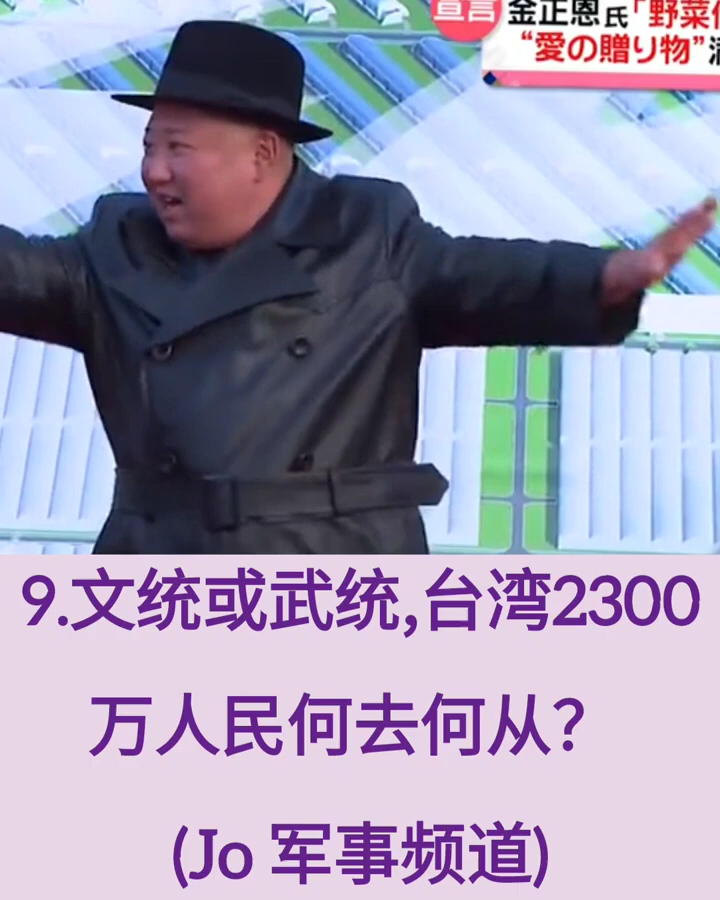 宣言 金正恩氏「野菜
“愛の贈り物”
9.文统或武统,台湾2300
万人民何去何从?
(Jo 军事频道)